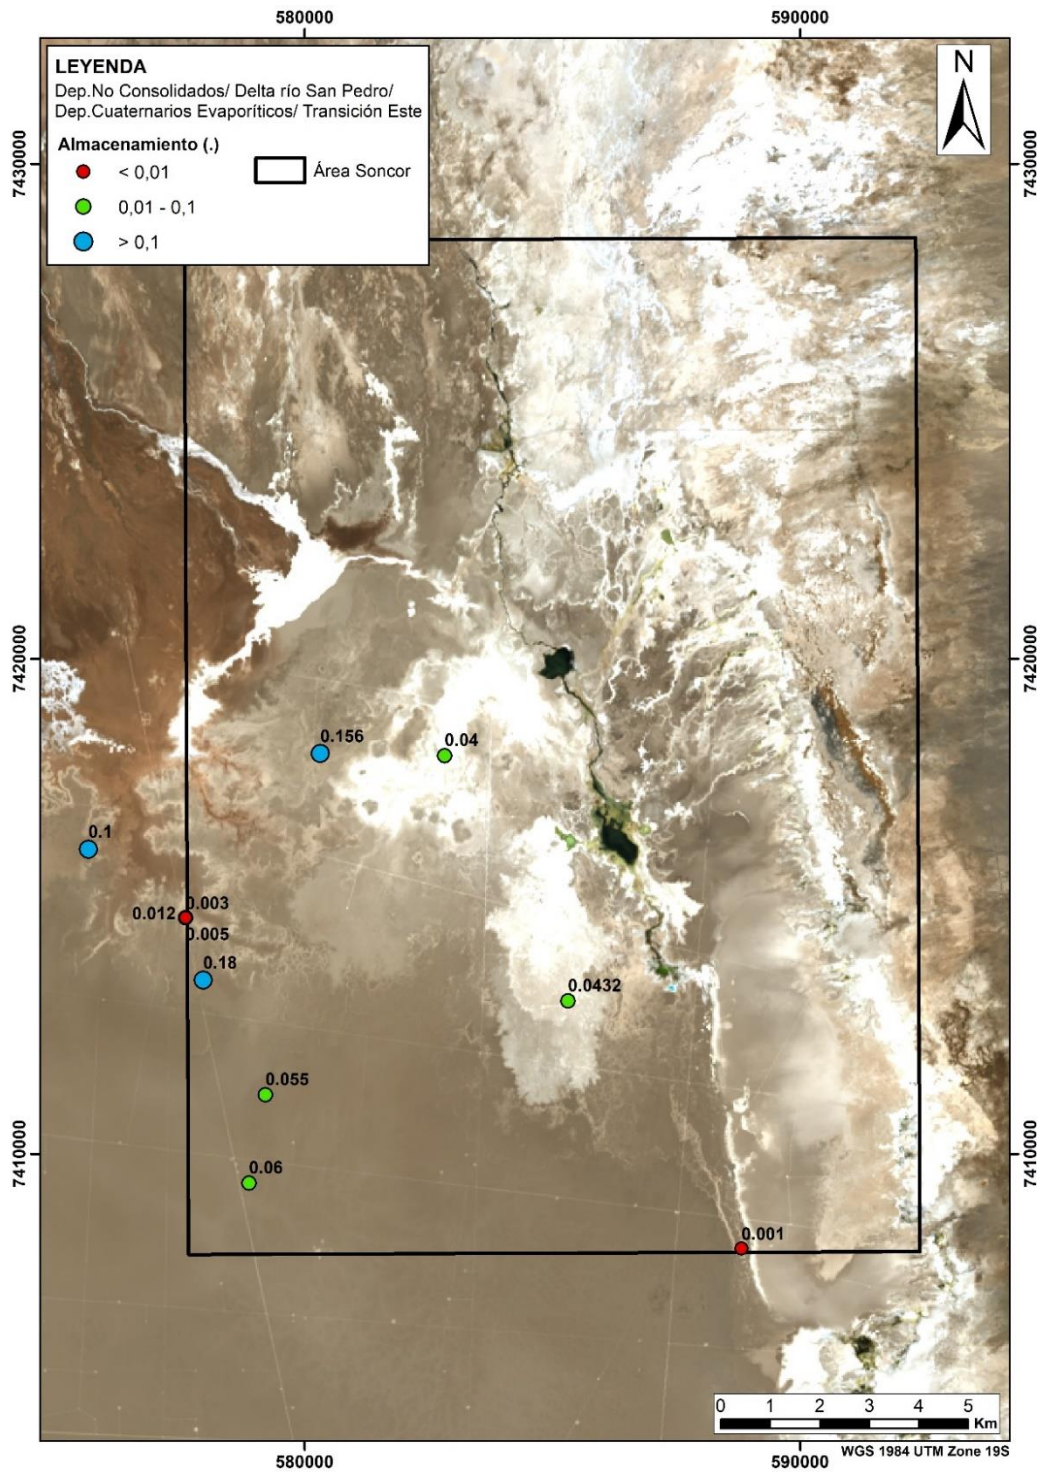 580000
590000
LEYENDA
Dep.No Consolidados/ Delta río San Pedro/
Dep.Cuaternarios Evaporíticos/ Transición Este
Almacenamiento (.)
< 0,01
Área Soncor
0,01 - 0,1
> 0,1
N
7430000
7430000
7420000
7420000
0.156
0.04
0.1
0.003
0.012
0.005
0.18
0.0432
0.055
7410000
7410000
0.06
0.001
0 1 2 3 4 5
Km
WGS 1984 UTM Zone 19S
580000
590000